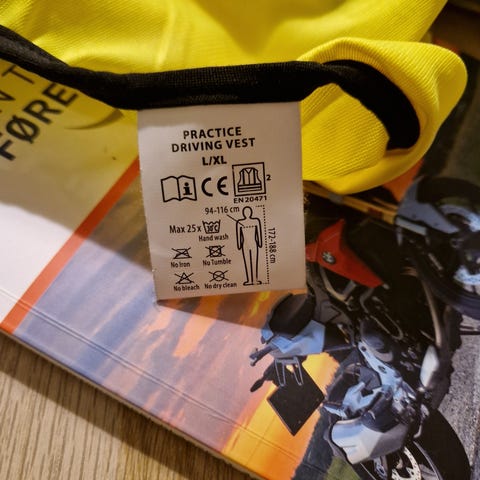 PRACTICE
DRIVING VEST
L/XL
i CE 2
EN 20471
94-116 cm
172-188 cm
Max 25x
Hand wash
No Iron No Tumble
No bleach No dry clean
FØRE